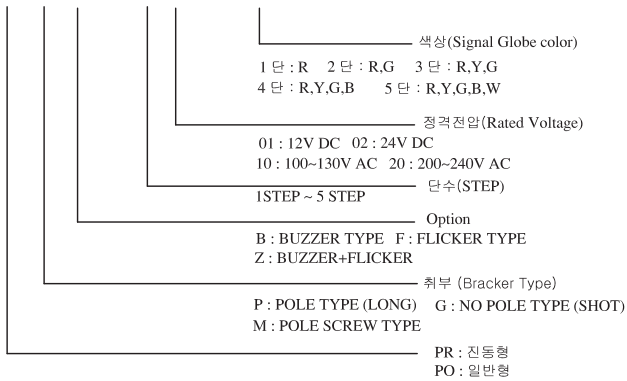 색상(Signal Globe color)
1 단 : R 2 단 : R,G 3 단 : R,Y,G
4 단 : R,Y,G,B 5 단 : R,Y,G,B,W
정격전압(Rated Voltage)
01 : 12V DC 02 : 24V DC
10 : 100~130V AC 20 : 200~240V AC
단수(STEP)
1STEP ~ 5 STEP
Option
B : BUZZER TYPE F : FLICKER TYPE
Z : BUZZER+FLICKER
취부 (Bracker Type)
P : POLE TYPE (LONG) G : NO POLE TYPE (SHOT)
M : POLE SCREW TYPE
PR : 진동형
PO : 일반형